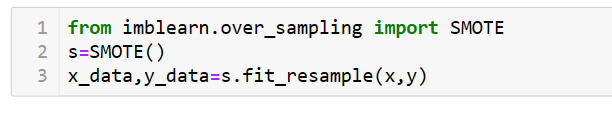 1 from imblearn.over_sampling import SMOTE
2 s=SMOTE()
3 x_data,y_data=s.fit_resample(x,y)